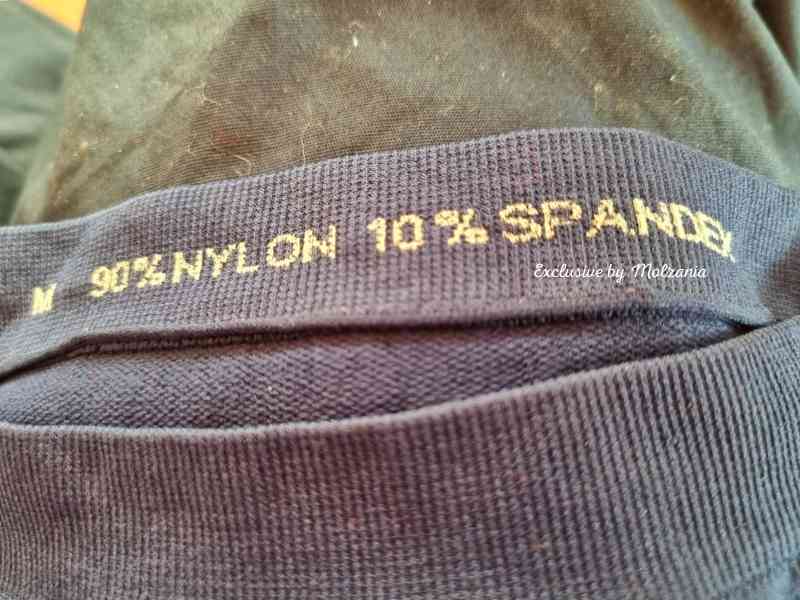 M 90% NYLON 10% SPANDEX
Exclusive by Molzania